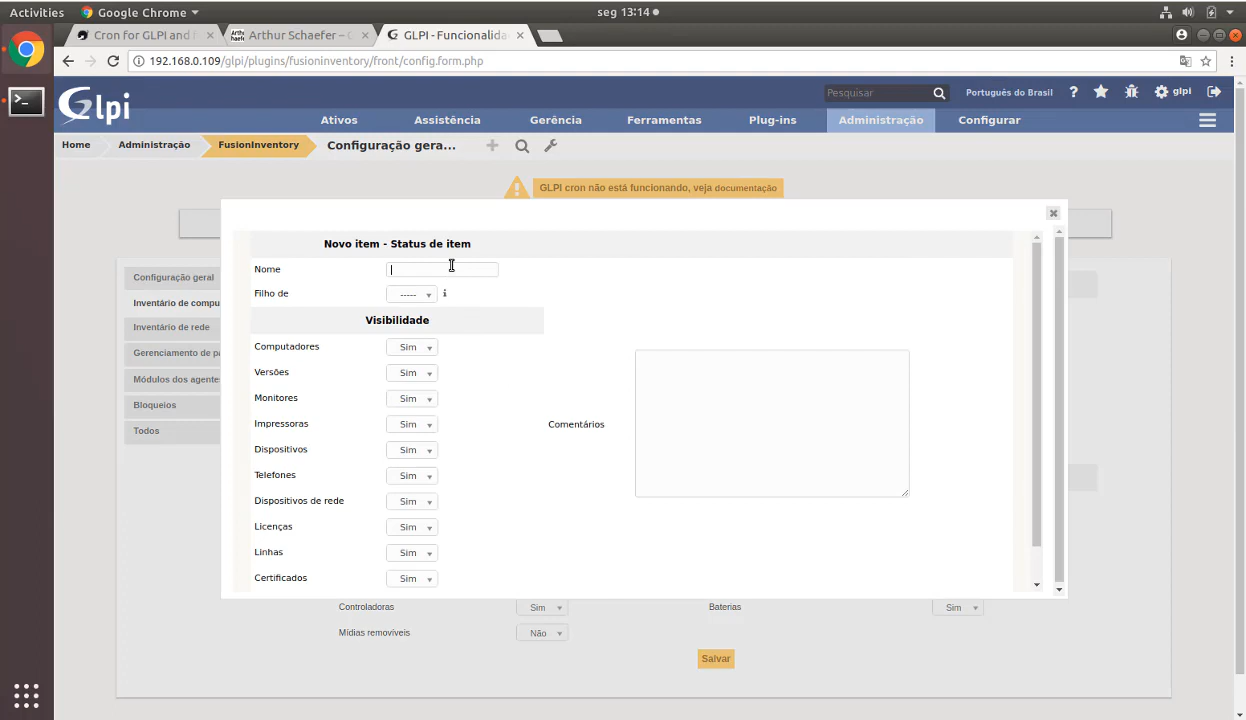 Activities Google Chrome seg 13:14
Cron for GLPI and Arthur Schaefer – GLPI - Funcionalida
192.168.0.109/glpi/plugins/fusioninventory/front/config.form.php
Glpi Pesquisar Português do Brasil ? glpi
Ativos Assistência Gerência Ferramentas Plug-ins Administração Configurar
Home Administração FusionInventory Configuração gera...
GLPI cron não está funcionando, veja documentação
Novo item - Status de item
Nome
Filho de -----
Visibilidade
Computadores Sim
Versões Sim
Monitores Sim
Impressoras Sim
Dispositivos Sim
Telefones Sim
Dispositivos de rede Sim
Licenças Sim
Linhas Sim
Certificados Sim
Comentários
Configuração geral
Inventário de compu
Inventário de rede
Gerenciamento de pa
Módulos dos agente
Bloqueios
Todos
Controladoras Sim Baterias Sim
Mídias removíveis Não
Salvar